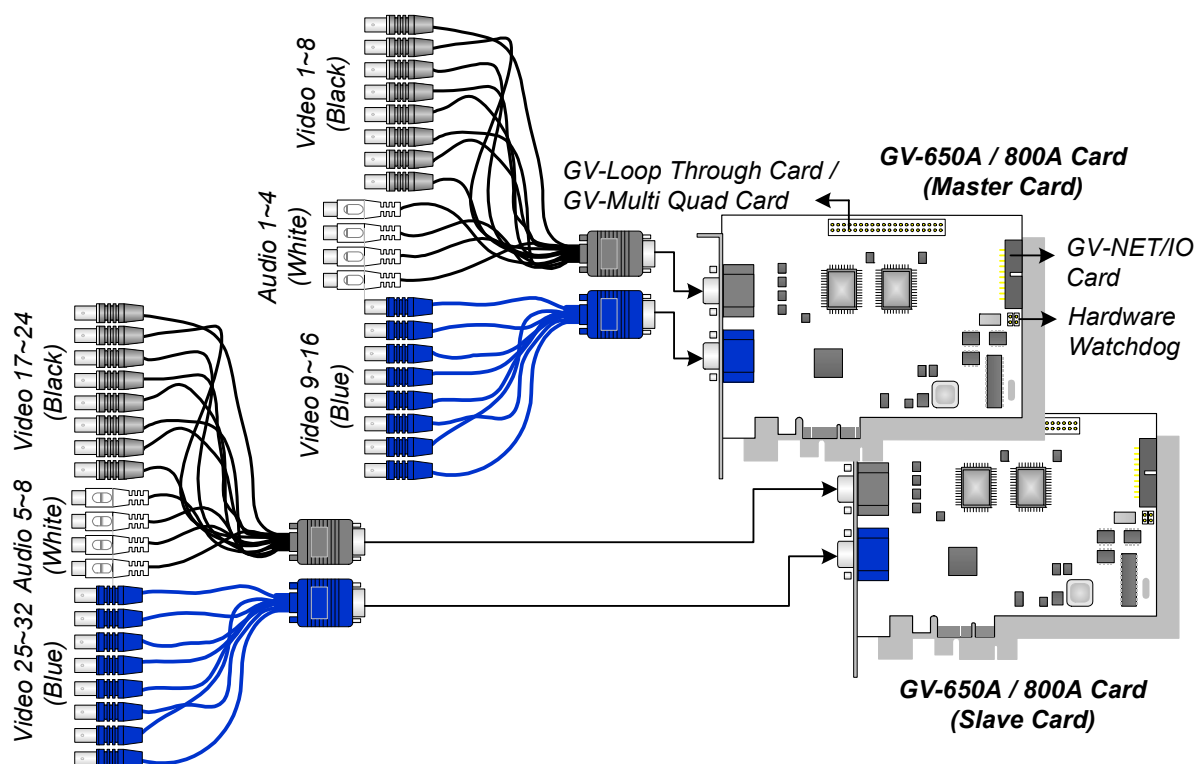 Video 1~8
(Black)
GV-Loop Through Card /
GV-Multi Quad Card
GV-650A / 800A Card
(Master Card)
Audio 1~4
(White)
GV-NET/IO
Card
Hardware
Watchdog
Video 9~16
(Blue)
Video 17~24
(Black)
Audio 5~8
(White)
Video 25~32
(Blue)
GV-650A / 800A Card
(Slave Card)